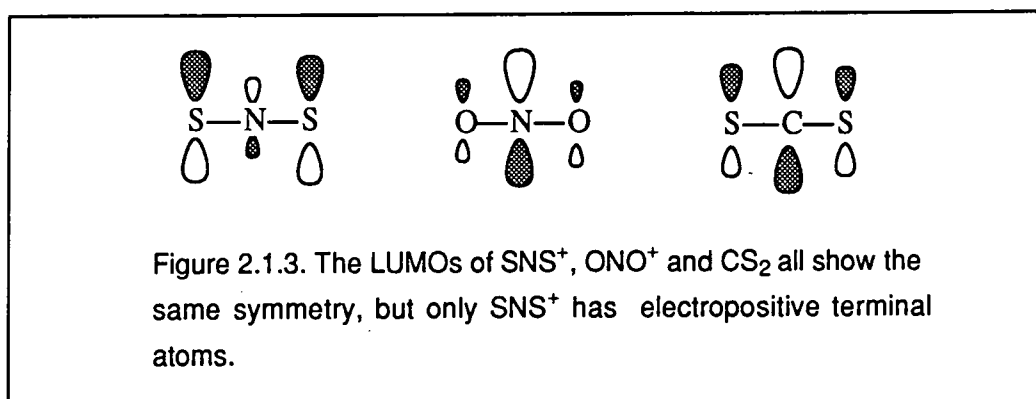 S—N—S O—N—O S—C—S
Figure 2.1.3. The LUMOs of SNS⁺, ONO⁺ and CS₂ all show the
same symmetry, but only SNS⁺ has electropositive terminal
atoms.